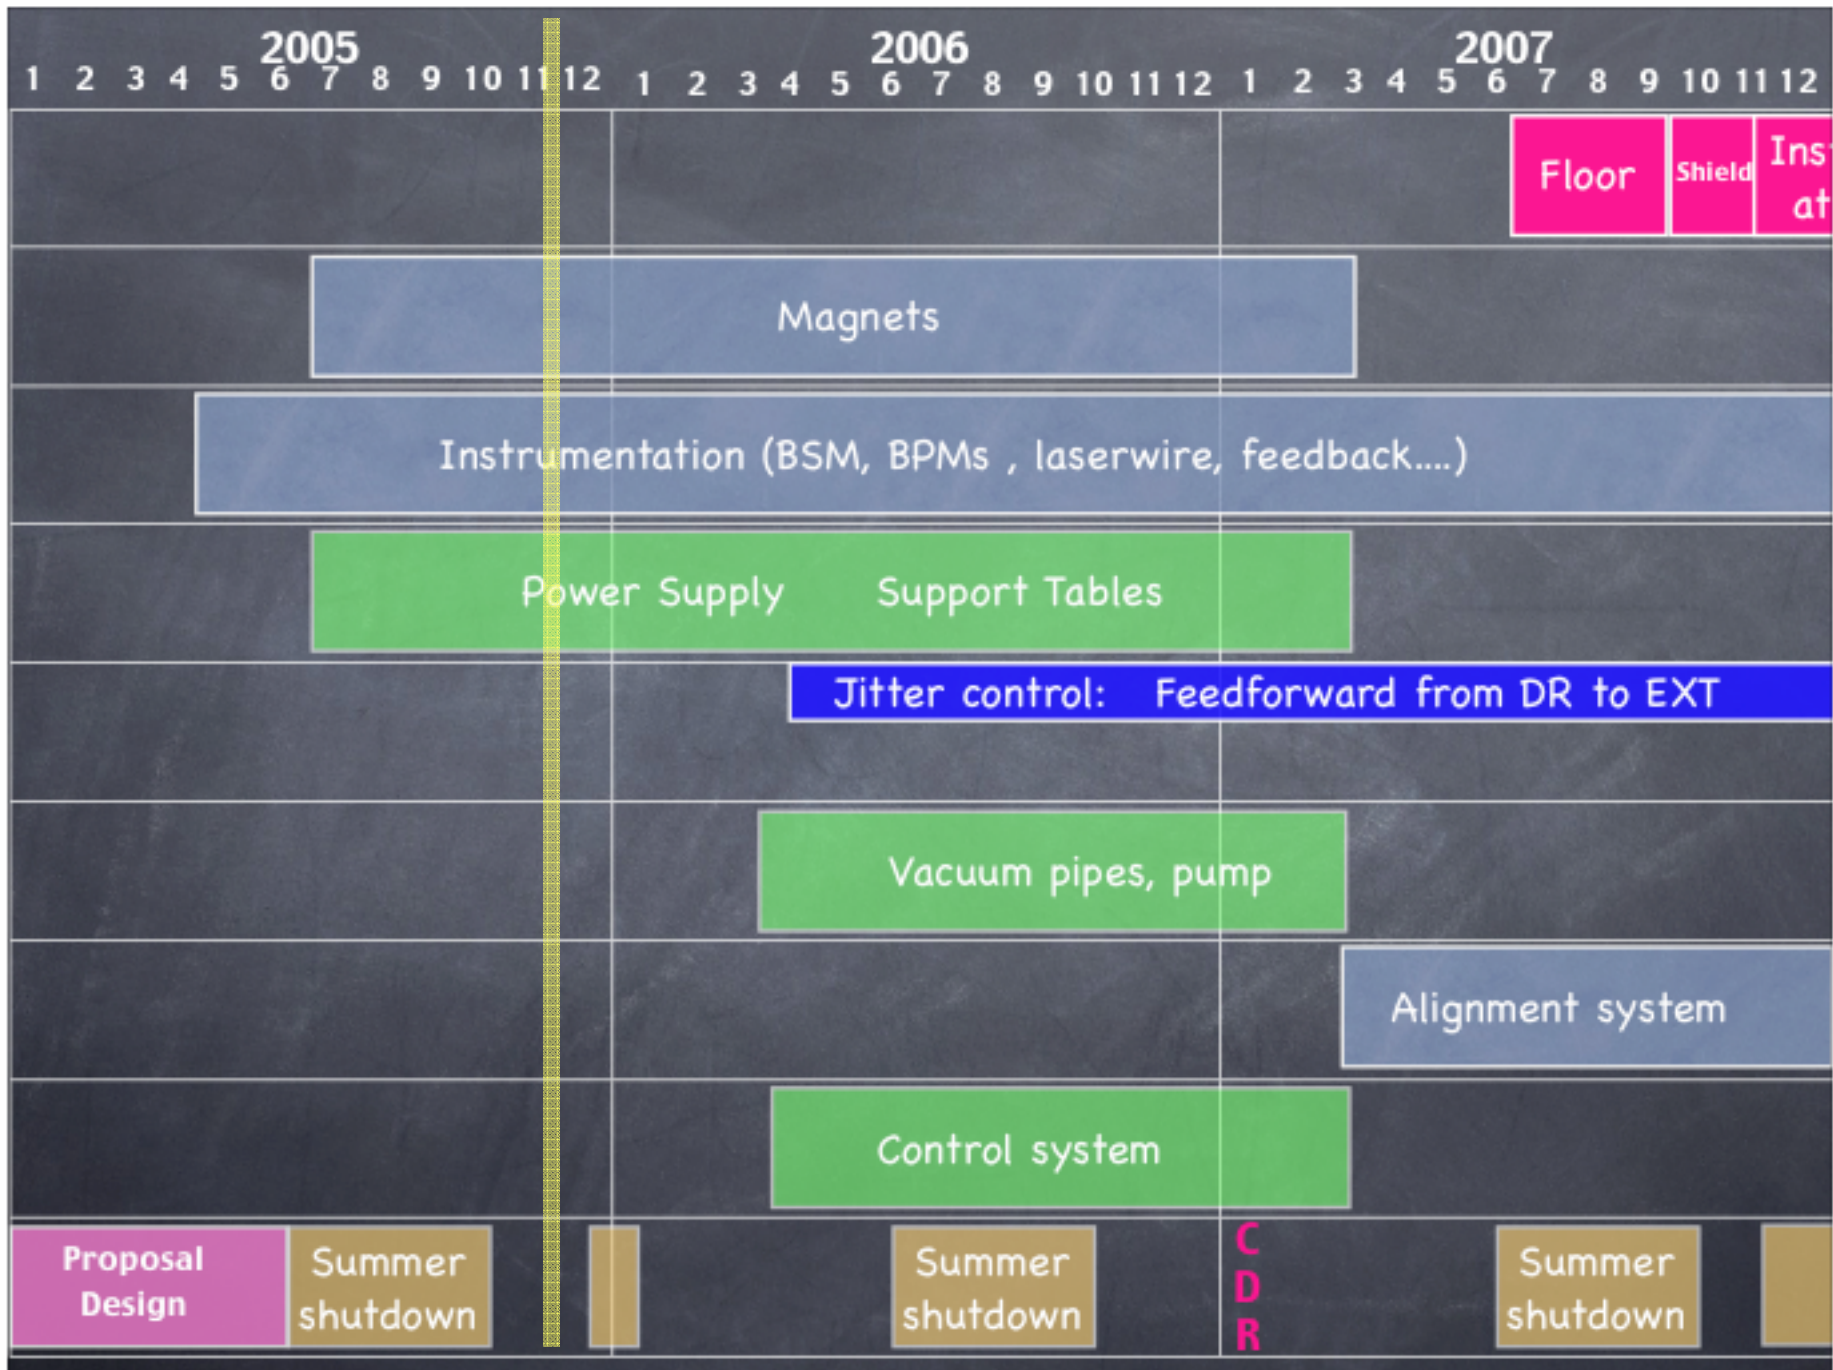 2005 2006 2007
1 2 3 4 5 6 7 8 9 10 11 12 1 2 3 4 5 6 7 8 9 10 11 12 1 2 3 4 5 6 7 8 9 10 11 12
Floor Shield Ins
at
Magnets
Instrumentation (BSM, BPMs , laserwire, feedback....)
Power Supply Support Tables
Jitter control: Feedforward from DR to EXT
Vacuum pipes, pump
Alignment system
Control system
Proposal
Design
Summer
shutdown
Summer
shutdown
C
D
R
Summer
shutdown